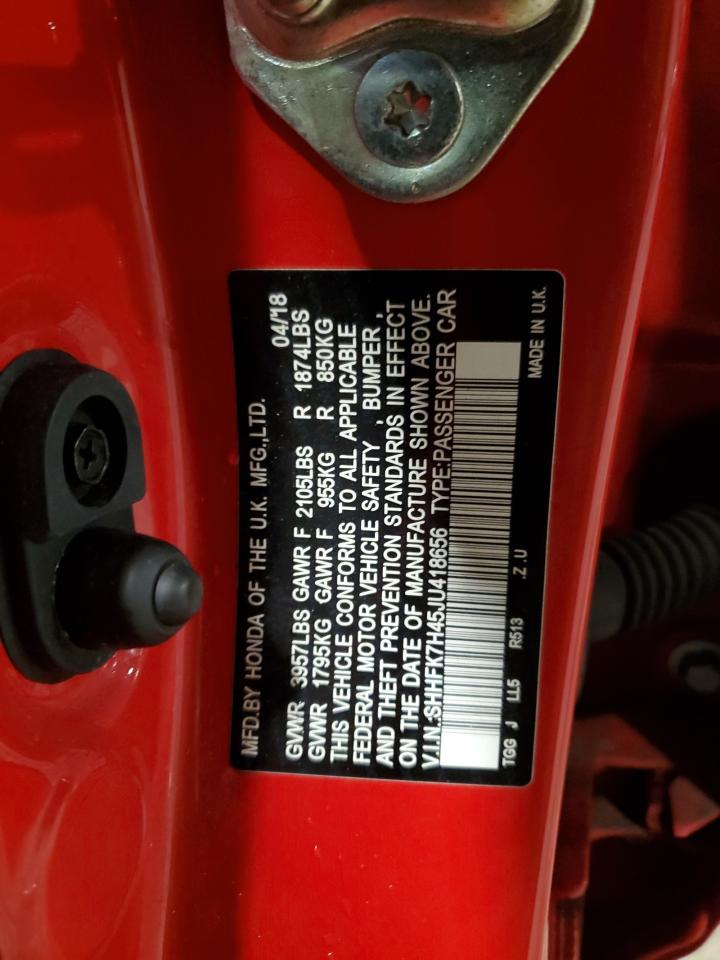 MFD.BY HONDA OF THE U.K. MFG.,LTD. 04/18
GVWR 3957LBS GAWR F 2105LBS R 1874LBS
GVWR 1795KG GAWR F 955KG R 850KG
THIS VEHICLE CONFORMS TO ALL APPLICABLE
FEDERAL MOTOR VEHICLE SAFETY , BUMPER ,
AND THEFT PREVENTION STANDARDS IN EFFECT
ON THE DATE OF MANUFACTURE SHOWN ABOVE.
V.I.N.:SHHFK7H45JU418656 TYPE:PASSENGER CAR
TGG J LL5 R513 .Z.U
MADE IN U.K.